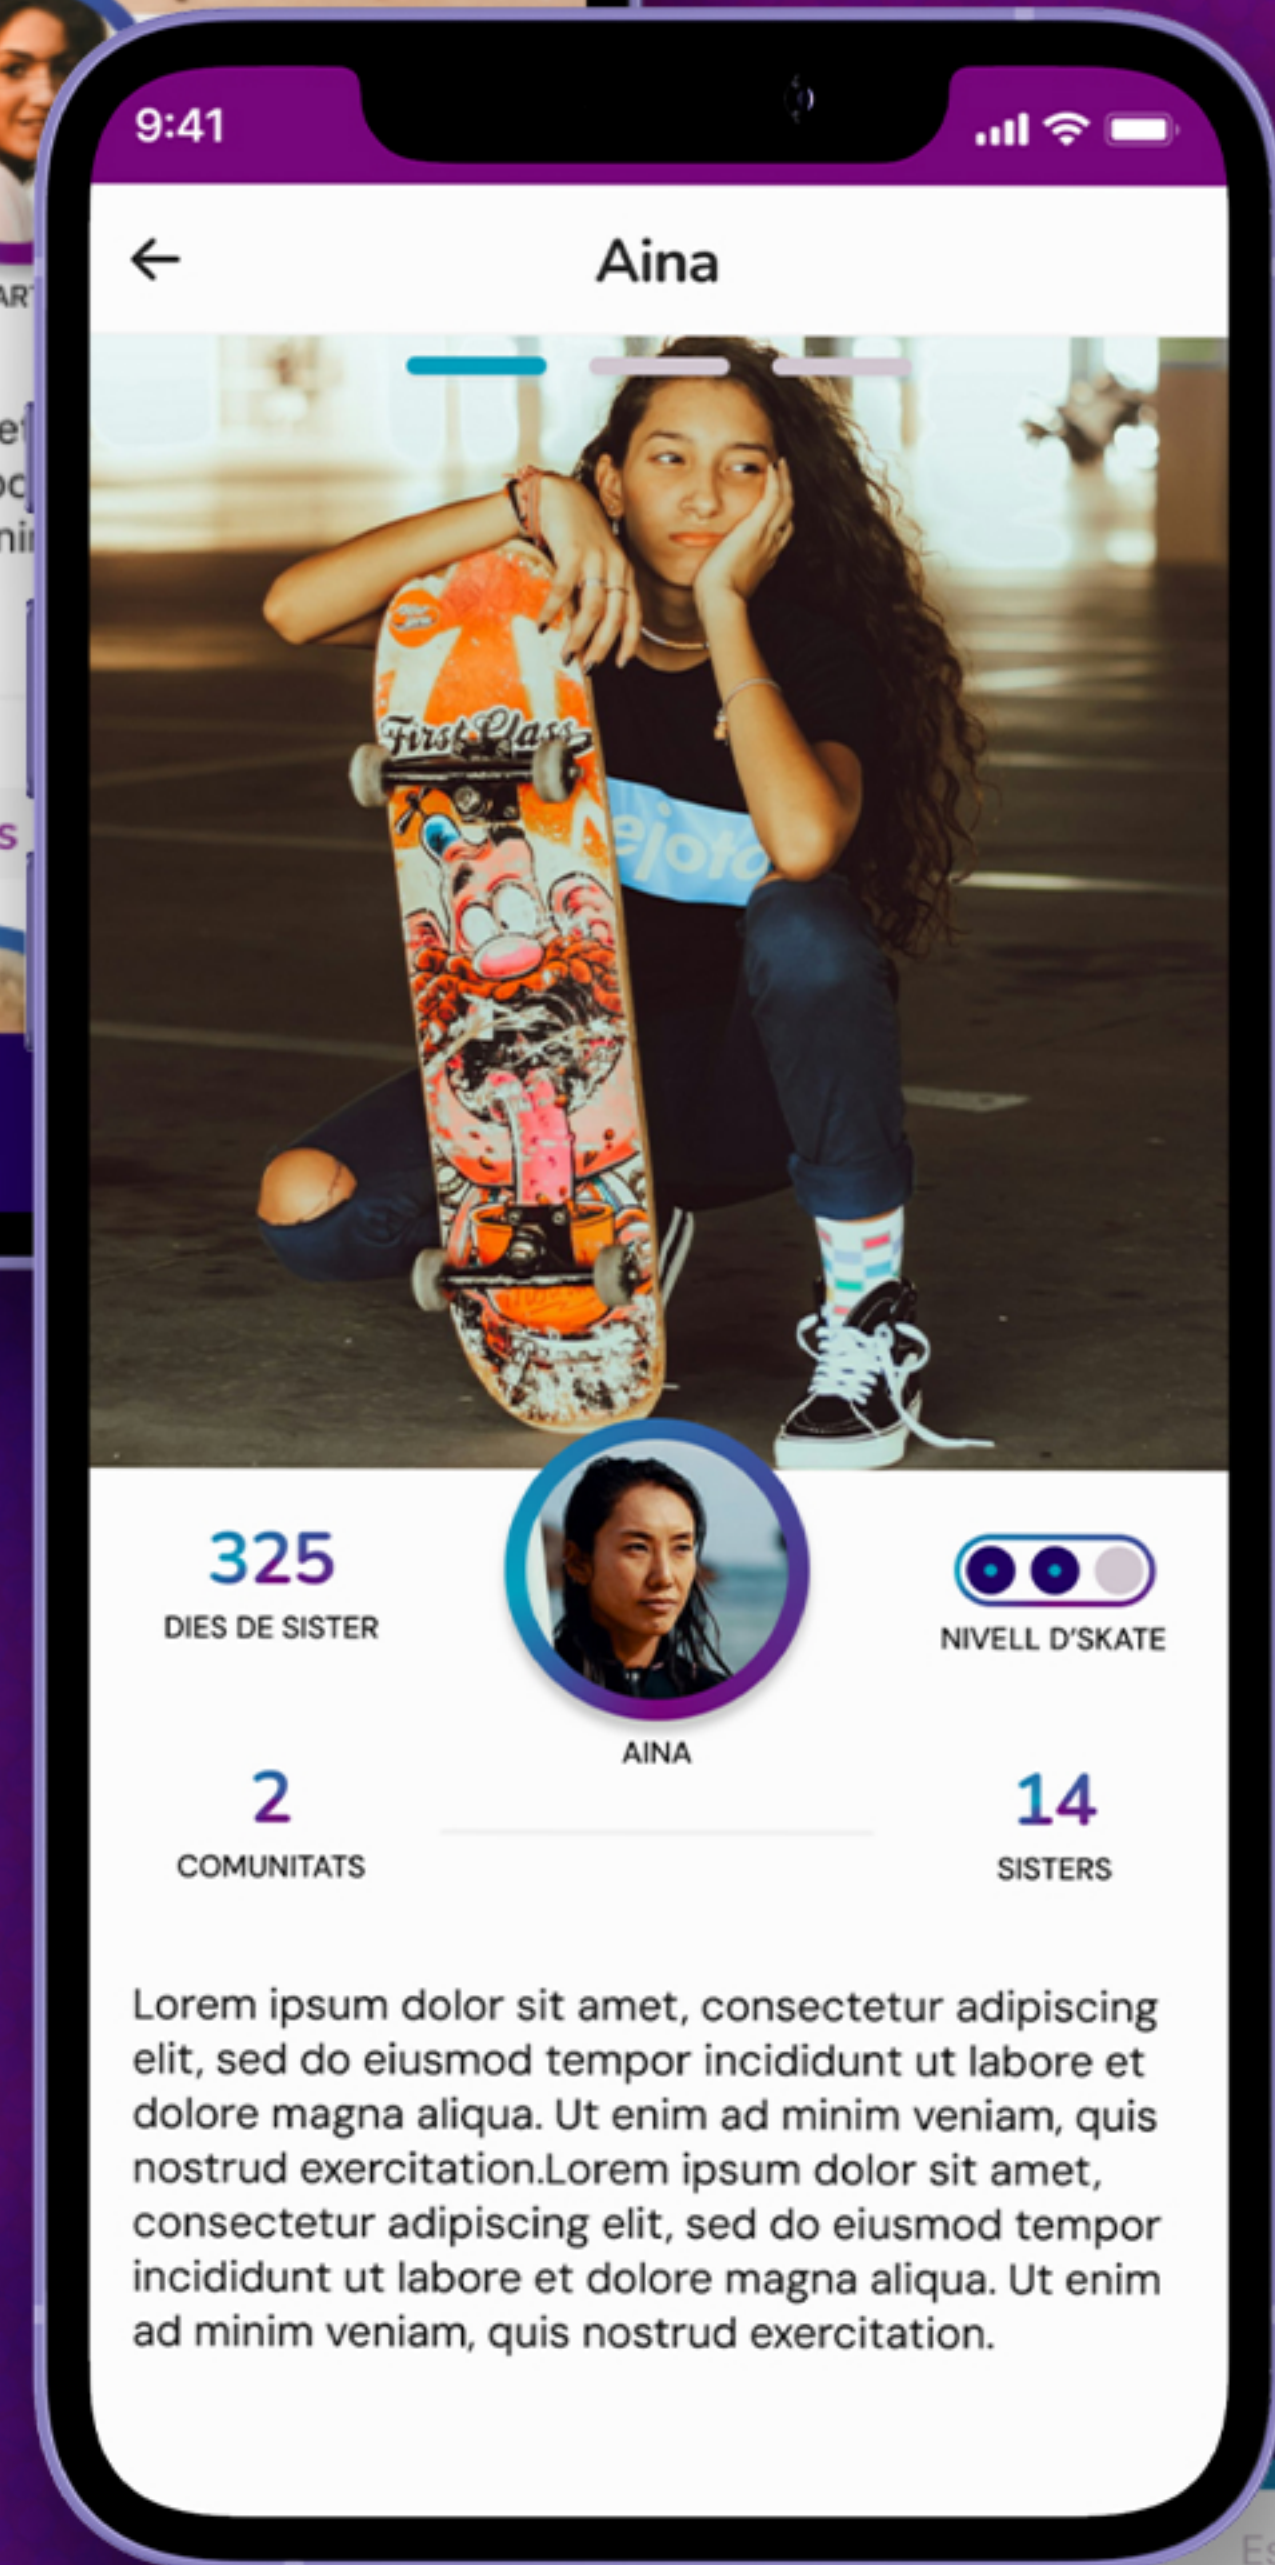 9:41
Aina
First Class
ejoto
325
DIES DE SISTER
NIVELL D'SKATE
AINA
2
COMUNITATS
14
SISTERS
Lorem ipsum dolor sit amet, consectetur adipiscing
elit, sed do eiusmod tempor incididunt ut labore et
dolore magna aliqua. Ut enim ad minim veniam, quis
nostrud exercitation.Lorem ipsum dolor sit amet,
consectetur adipiscing elit, sed do eiusmod tempor
incididunt ut labore et dolore magna aliqua. Ut enim
ad minim veniam, quis nostrud exercitation.